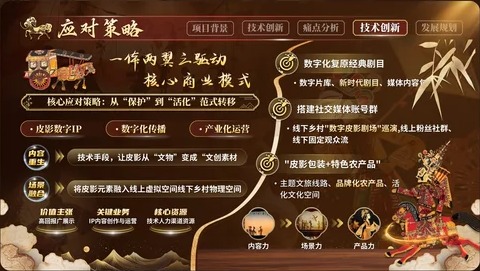 应对策略
项目背景
技术创新
痛点分析
技术创新
发展规划
一体两翼三驱动
核心商业模式
核心应对策略：从“保护”到“活化”范式转移
皮影数字IP
数字化传播
产业化运营
内容重生
技术手段，让皮影从“文物”变成“文创素材
场景融合
将皮影元素融入线上虚拟空间线下乡村物理空间
价值主张
高回报广展示
关键业务
IP内容创作与运营
核心资源
技术人力渠道资源
数字化复原经典剧目
数字片库、新时代剧目、媒体内容包
搭建社交媒体账号群
线下乡村“数字皮影剧场”巡演,线上粉丝社群、
线下固定观众流
“皮影包装+特色农产品”
主题文旅线路、品牌化农产品、活
化文化空间
内容力
场景力
产品力